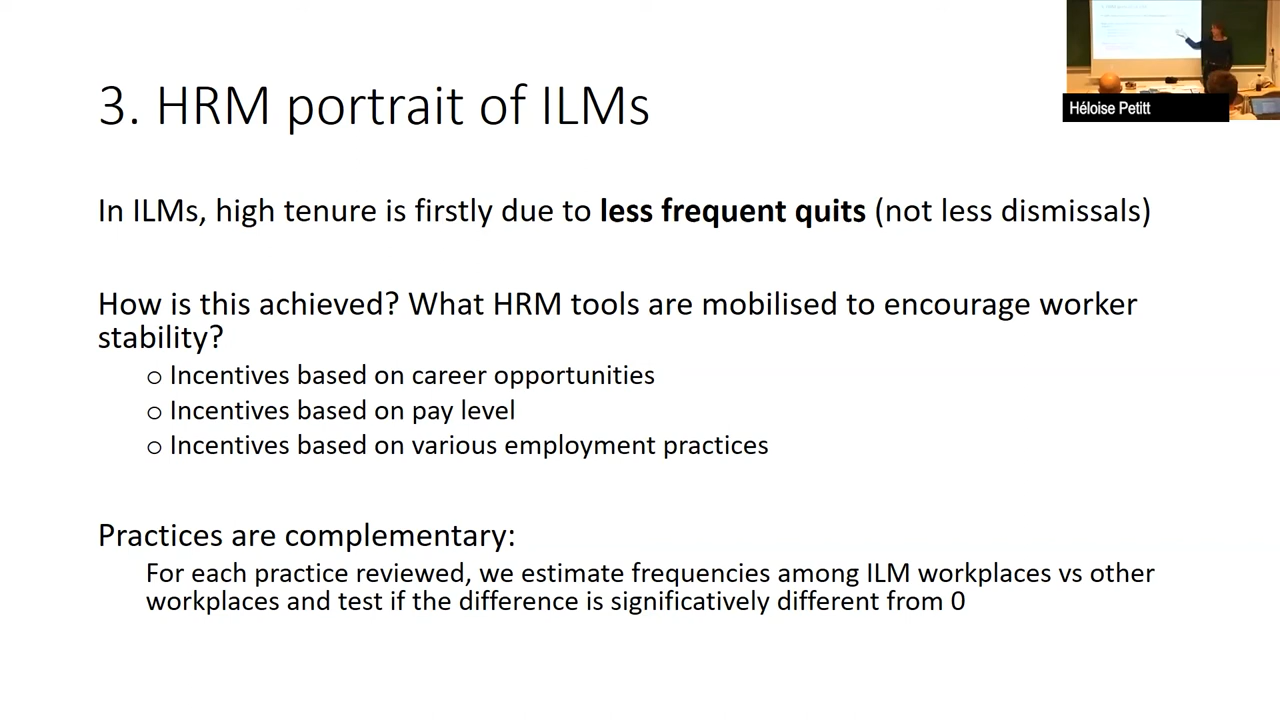 3. HRM portrait of ILMs
Héloise Petitt
In ILMs, high tenure is firstly due to less frequent quits (not less dismissals)
How is this achieved? What HRM tools are mobilised to encourage worker
stability?
o Incentives based on career opportunities
o Incentives based on pay level
o Incentives based on various employment practices
Practices are complementary:
For each practice reviewed, we estimate frequencies among ILM workplaces vs other
workplaces and test if the difference is significatively different from 0